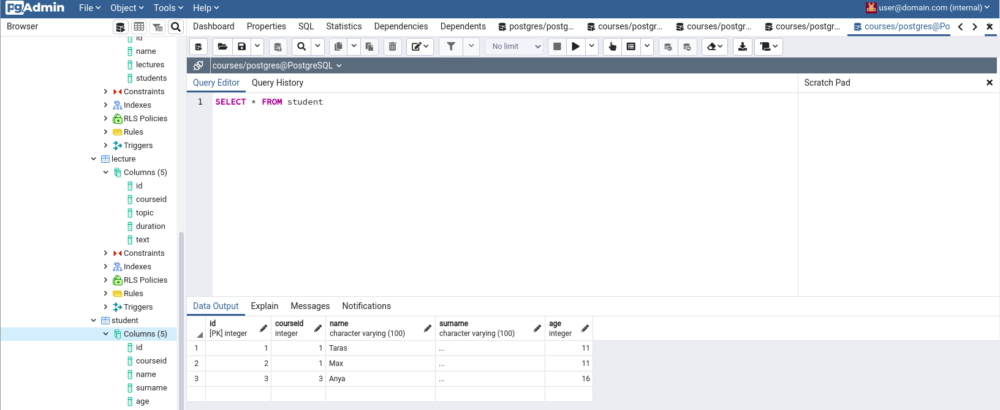 pgAdmin File Object Tools Help user@domain.com (internal)
Browser
Dashboard Properties SQL Statistics Dependencies Dependents postgres/postg... courses/postgr... courses/postgr... courses/postgr... courses/postgres@Po
id
name
lectures
students
Constraints
Indexes
RLS Policies
Rules
Triggers
lecture
Columns (5)
id
courseid
topic
duration
text
Constraints
Indexes
RLS Policies
Rules
Triggers
student
Columns (5)
id
courseid
name
surname
age
No limit
courses/postgres@PostgreSQL
Query Editor Query History
Scratch Pad
1 SELECT * FROM student
Data Output Explain Messages Notifications
id courseid name surname age
[PK] integer integer character varying (100) character varying (100) integer
1 1 1 Taras ... 11
2 2 1 Max ... 11
3 3 3 Anya ... 16